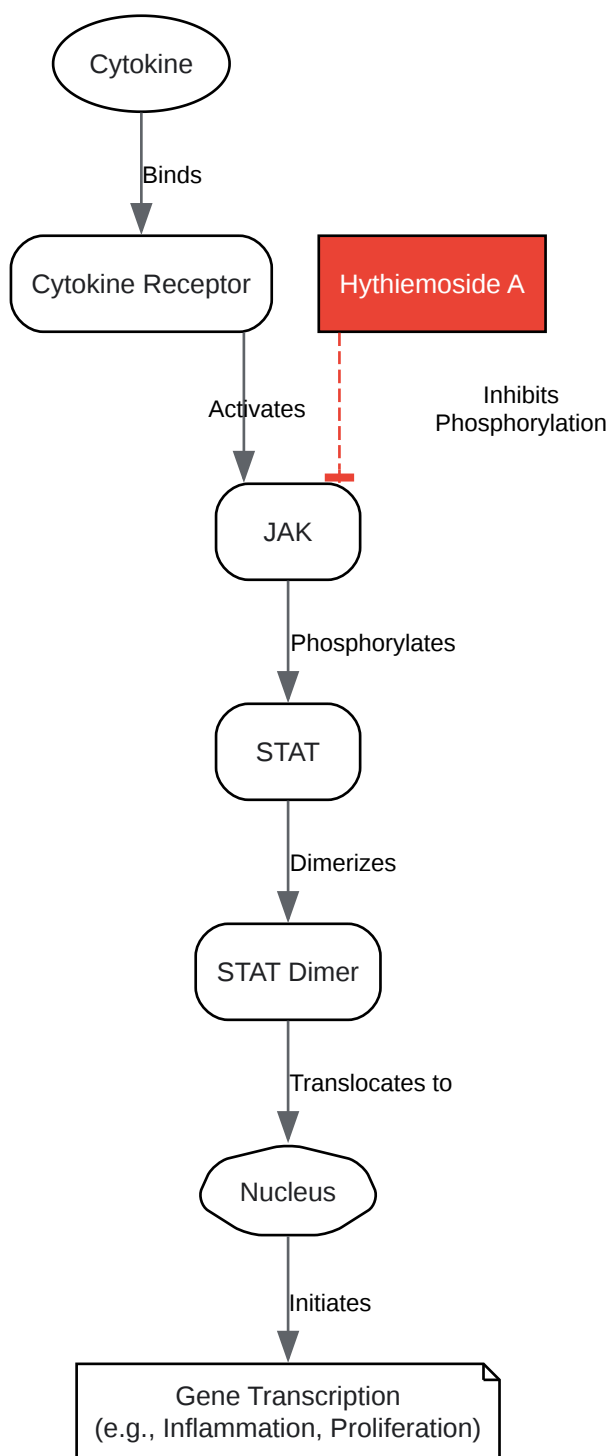 Cytokine
Binds
Cytokine Receptor
Hythiemoside A
Activates
Inhibits
Phosphorylation
JAK
Phosphorylates
STAT
Dimerizes
STAT Dimer
Translocates to
Nucleus
Initiates
Gene Transcription
(e.g., Inflammation, Proliferation)